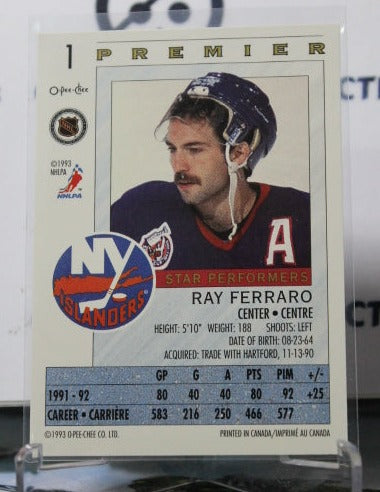 1 PREMIER
O-PEE-CHEE
NHL
©1993
NHLPA
NHLPA
A
NY
ISLANDERS
STAR PERFORMERS
RAY FERRARO
CENTER • CENTRE
HEIGHT: 5'10" WEIGHT: 188 SHOOTS: LEFT
DATE OF BIRTH: 08-23-64
ACQUIRED: TRADE WITH HARTFORD, 11-13-90
GP G A PTS PIM +/-
1991 - 92 80 40 40 80 92 +25
CAREER • CARRIÈRE 583 216 250 466 577
©1993 O-PEE-CHEE CO. LTD. PRINTED IN CANADA/IMPRIMÉ AU CANADA